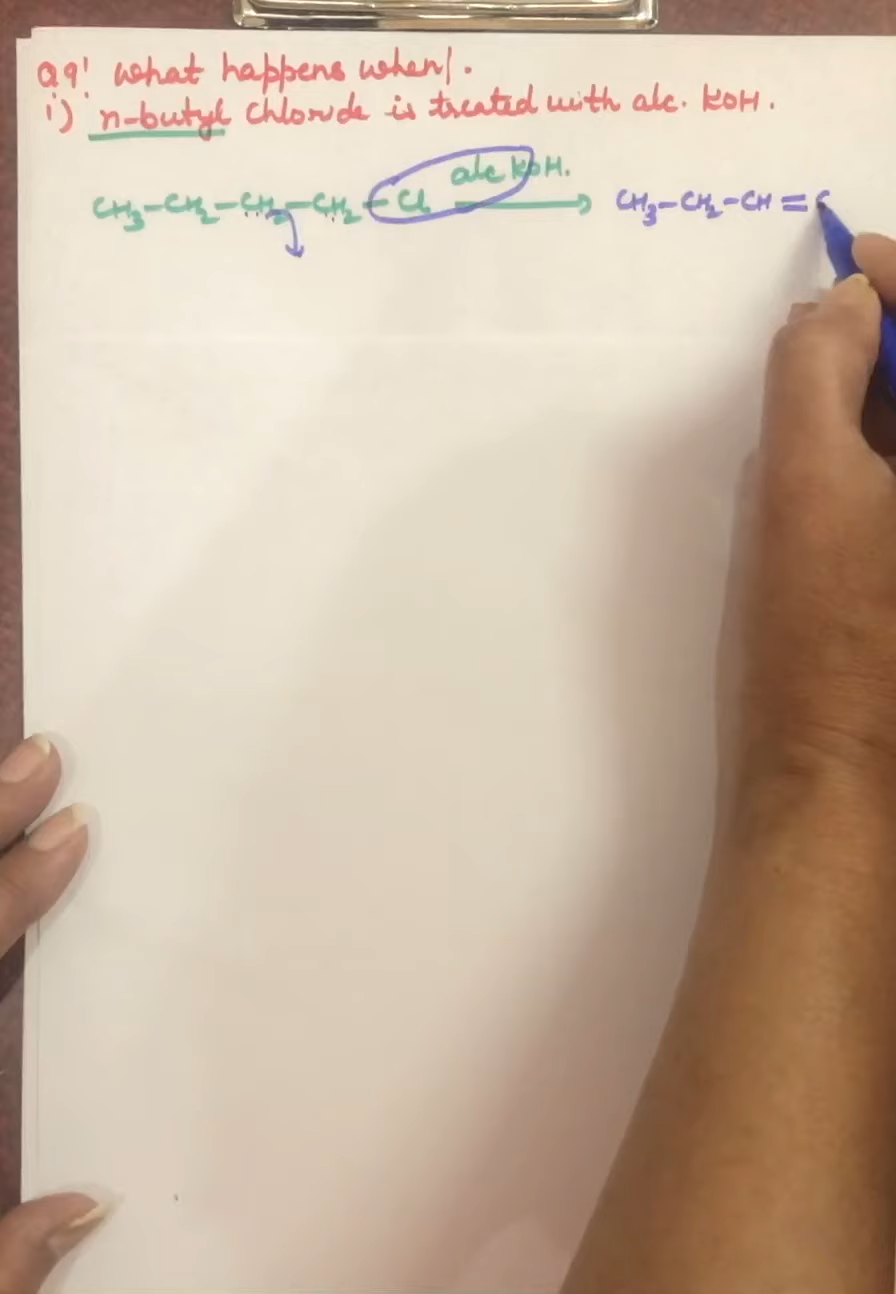 Q9! What happens when/.
i) n-butyl chloride is treated with alc. KOH.
alc KOH.
CH₃-CH₂-CH₂-CH₂-Cl → CH₃-CH₂-CH=C